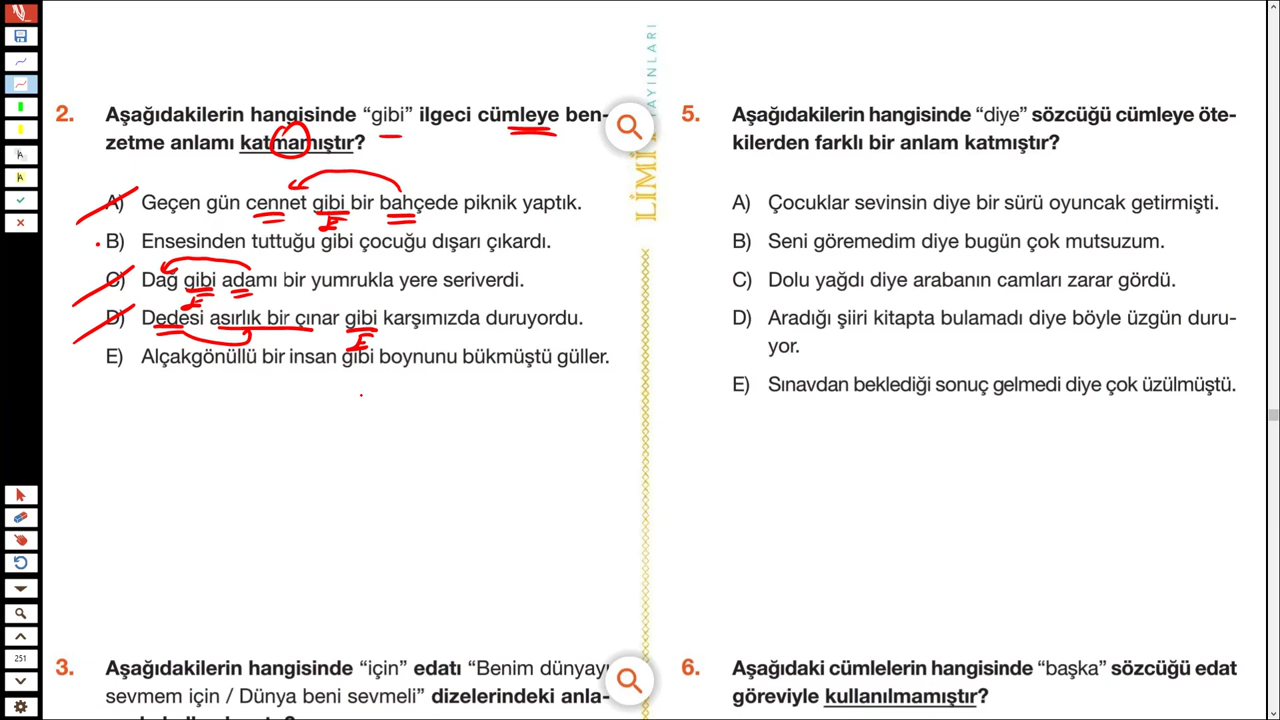 2. Aşağıdakilerin hangisinde “gibi” ilgeci cümleye ben-
zetme anlamı katmamıştır?
A) Geçen gün cennet gibi bir bahçede piknik yaptık.
B) Ensesinden tuttuğu gibi çocuğu dışarı çıkardı.
C) Dağ gibi adamı bir yumrukla yere seriverdi.
D) Dedesi asırlık bir çınar gibi karşımızda duruyordu.
E) Alçakgönüllü bir insan gibi boynunu bükmüştü güller.
3. Aşağıdakilerin hangisinde “için” edatı “Benim dünyayı
sevmem için / Dünya beni sevmeli” dizelerindeki anla-
YAYINLARI
5. Aşağıdakilerin hangisinde “diye” sözcüğü cümleye öte-
kilerden farklı bir anlam katmıştır?
A) Çocuklar sevinsin diye bir sürü oyuncak getirmişti.
B) Seni göremedim diye bugün çok mutsuzum.
C) Dolu yağdı diye arabanın camları zarar gördü.
D) Aradığı şiiri kitapta bulamadı diye böyle üzgün duru-
yor.
E) Sınavdan beklediği sonuç gelmedi diye çok üzülmüştü.
6. Aşağıdaki cümlelerin hangisinde “başka” sözcüğü edat
göreviyle kullanılmamıştır?
251